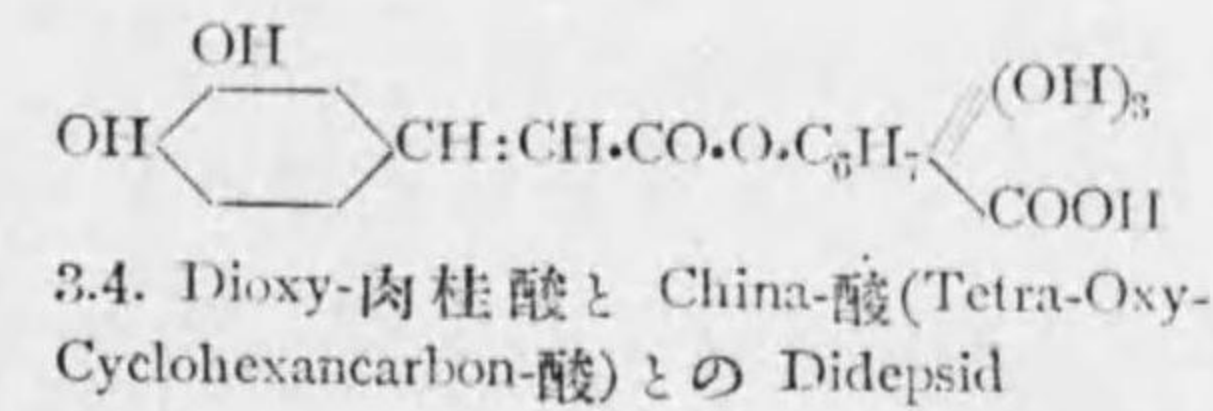 OH
OH CH:CH.CO.O.C₆H₇ (OH)₃
COOH
3.4. Dioxy-肉桂酸と China-酸(Tetra-Oxy-
Cyclohexancarbon-酸)との Didepsid